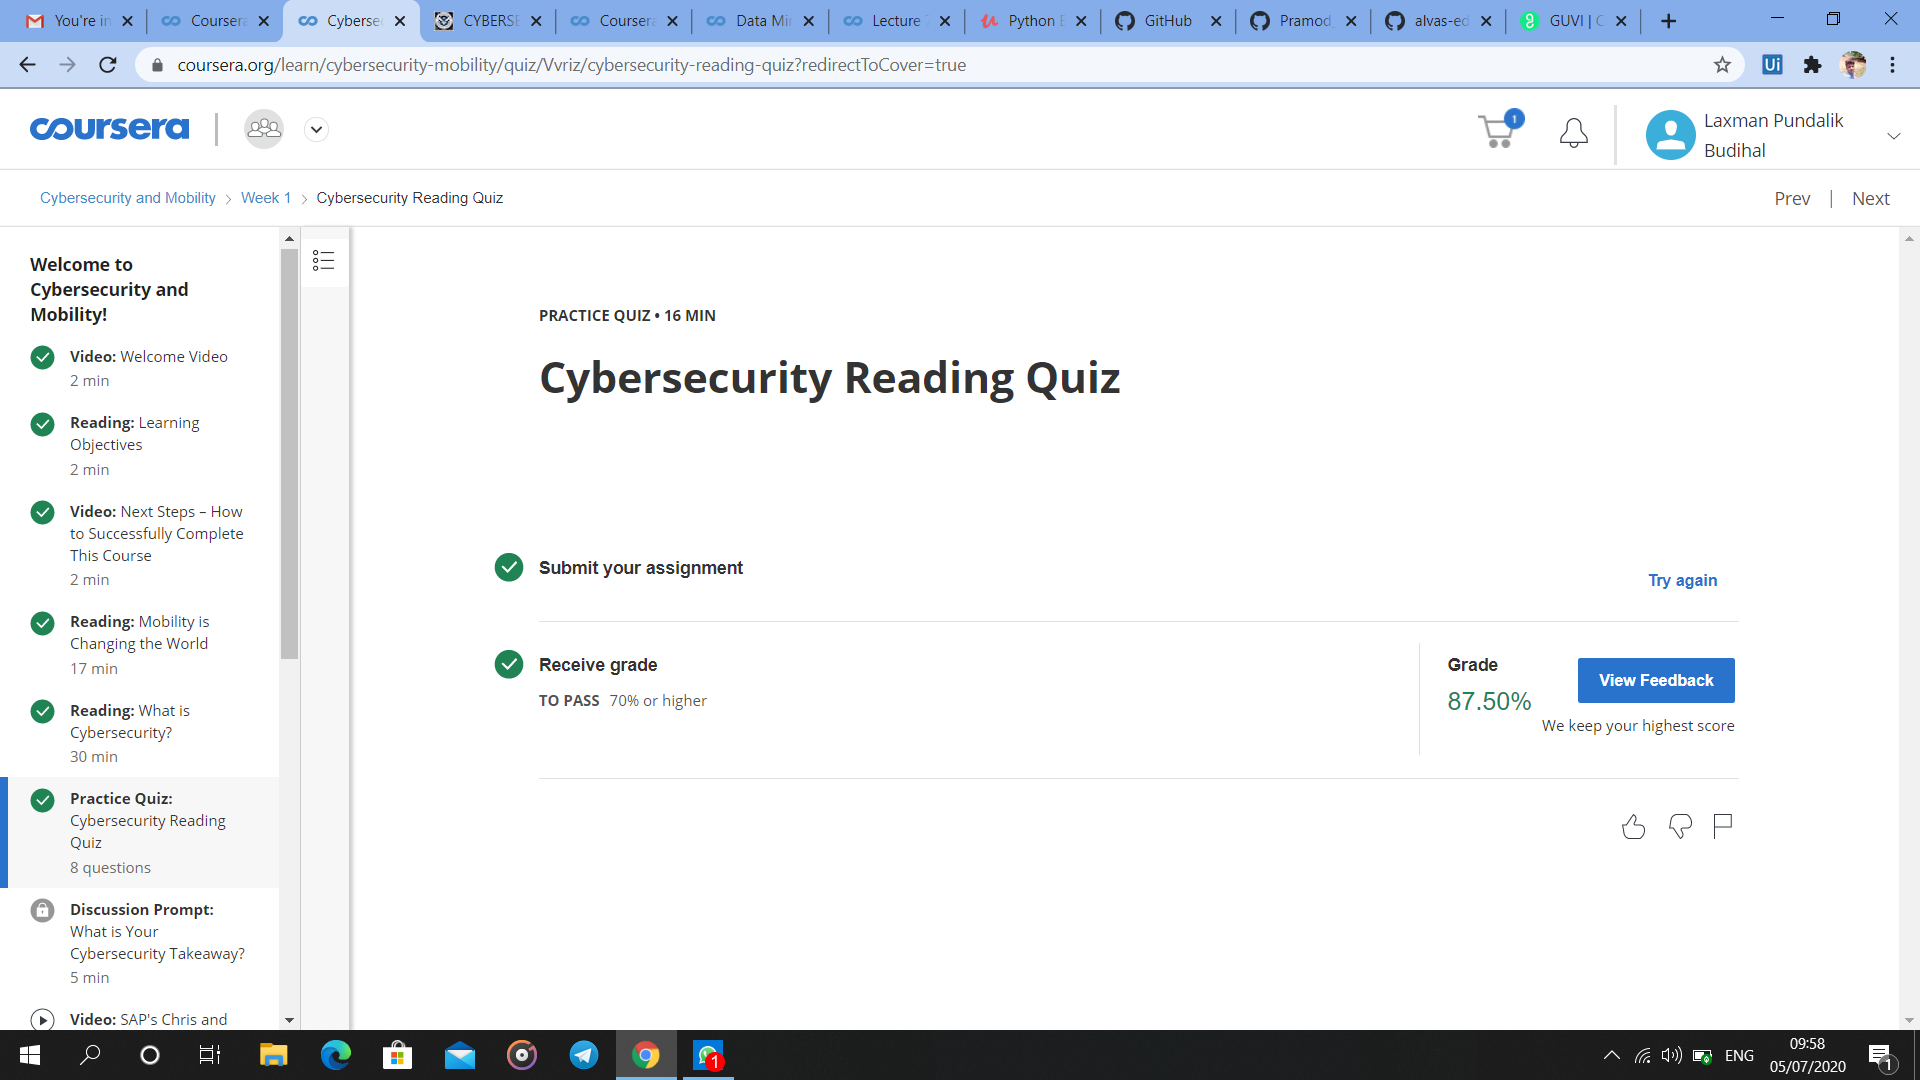 You're in
Coursera
Cyberse
CYBERSE
Coursera
Data Min
Lecture
Python
GitHub
Pramod
alvas-ed
GUVI | C
coursera.org/learn/cybersecurity-mobility/quiz/Vvriz/cybersecurity-reading-quiz?redirectToCover=true
Ui
coursera
1
Laxman Pundalik
Budihal
Cybersecurity and Mobility > Week 1 > Cybersecurity Reading Quiz
Prev | Next
Welcome to
Cybersecurity and
Mobility!
Video: Welcome Video
2 min
Reading: Learning
Objectives
2 min
Video: Next Steps – How
to Successfully Complete
This Course
2 min
Reading: Mobility is
Changing the World
17 min
Reading: What is
Cybersecurity?
30 min
Practice Quiz:
Cybersecurity Reading
Quiz
8 questions
Discussion Prompt:
What is Your
Cybersecurity Takeaway?
5 min
Video: SAP's Chris and
PRACTICE QUIZ • 16 MIN
Cybersecurity Reading Quiz
Submit your assignment
Try again
Receive grade
TO PASS 70% or higher
Grade
87.50%
View Feedback
We keep your highest score
1
ENG
09:58
05/07/2020
1